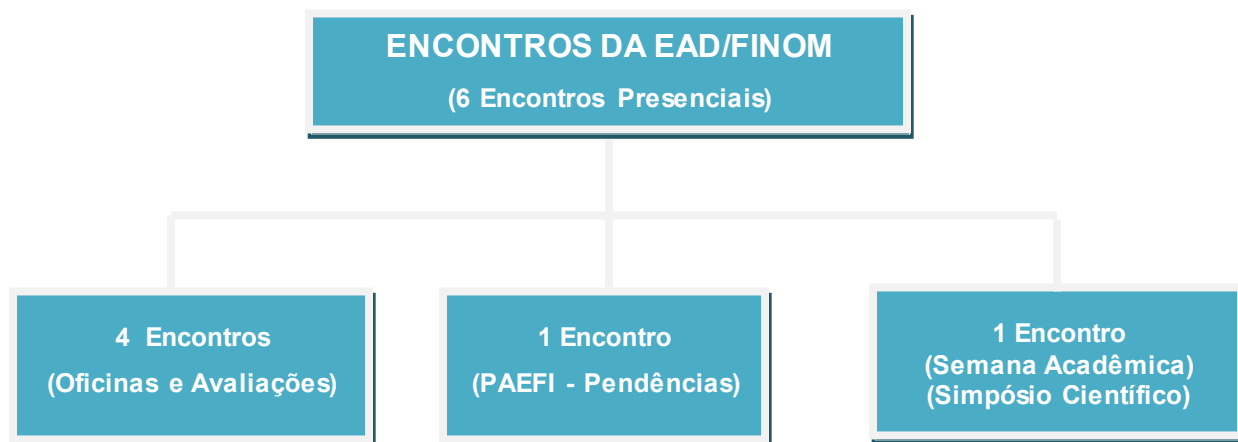 ENCONTROS DA EAD/FINOM
(6 Encontros Presenciais)
4 Encontros
(Oficinas e Avaliações)
1 Encontro
(PAEFI - Pendências)
1 Encontro
(Semana Acadêmica)
(Simpósio Científico)